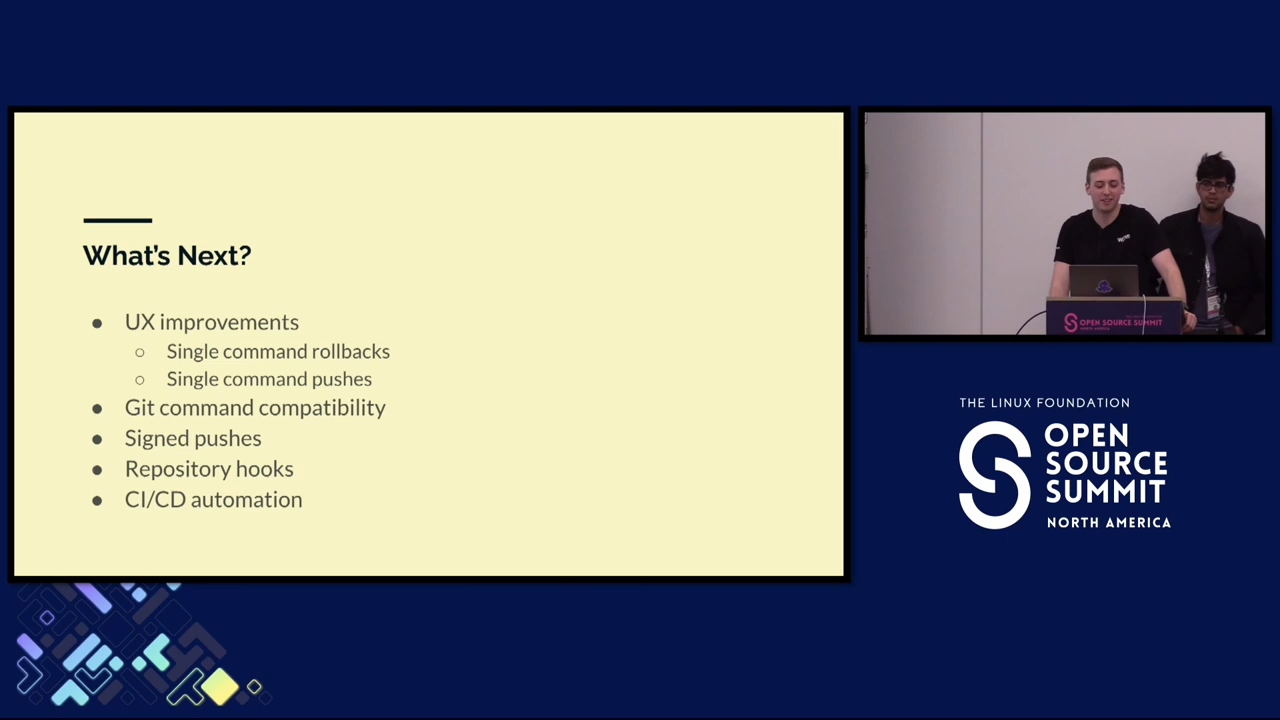 What's Next?
● UX improvements
○ Single command rollbacks
○ Single command pushes
● Git command compatibility
● Signed pushes
● Repository hooks
● CI/CD automation
OPEN SOURCE SUMMIT
THE LINUX FOUNDATION
OPEN
SOURCE
SUMMIT
NORTH AMERICA